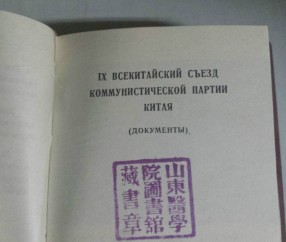 IX ВСЕКИТАЙСКИЙ СЪЕЗД
КОММУНИСТИЧЕСКОЙ ПАРТИИ
КИТАЯ
(ДОКУМЕНТЫ)
山東醫學
院圖書館
藏書章